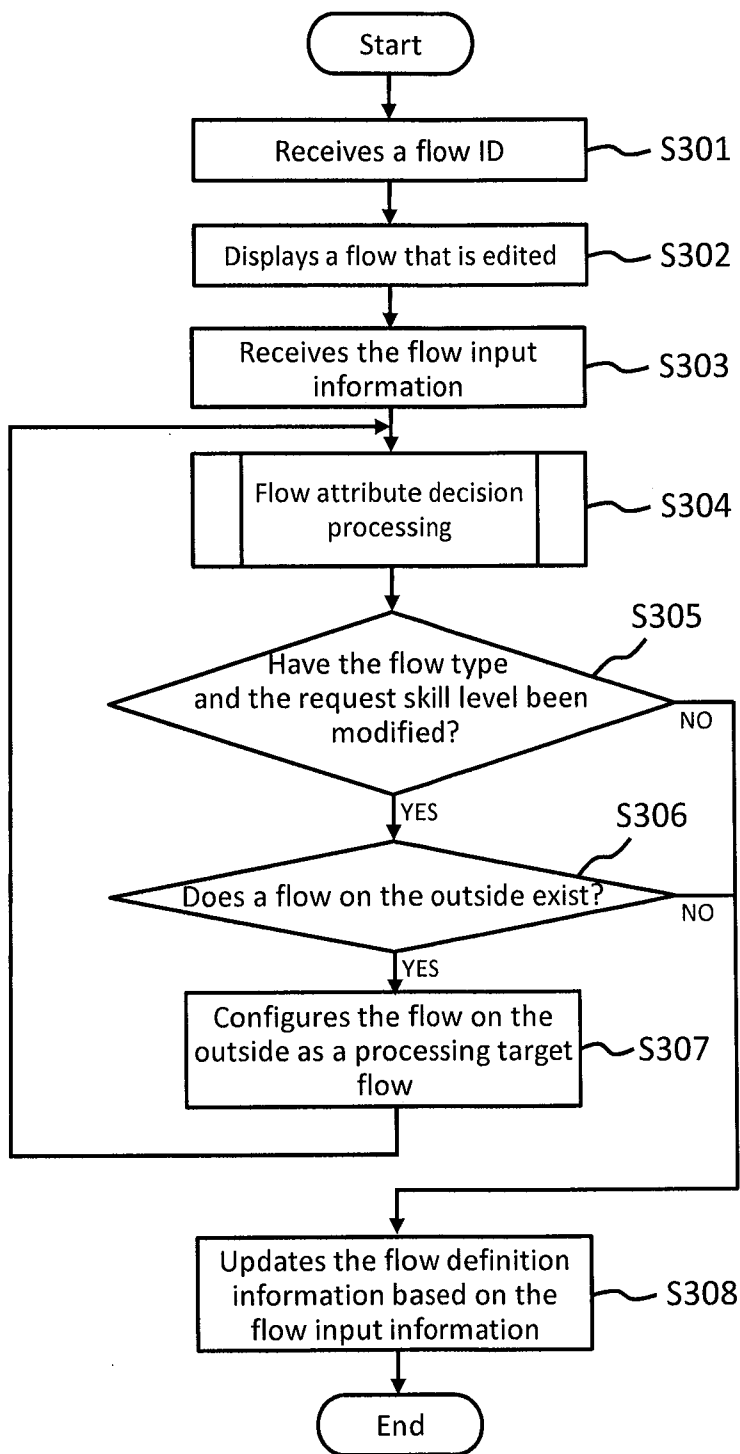 Start
Receives a flow ID
S301
Displays a flow that is edited
S302
Receives the flow input
information
S303
Flow attribute decision
processing
S304
S305
Have the flow type
and the request skill level been
modified?
NO
YES
S306
Does a flow on the outside exist?
NO
YES
Configures the flow on the
outside as a processing target
flow
S307
Updates the flow definition
information based on the
flow input information
S308
End